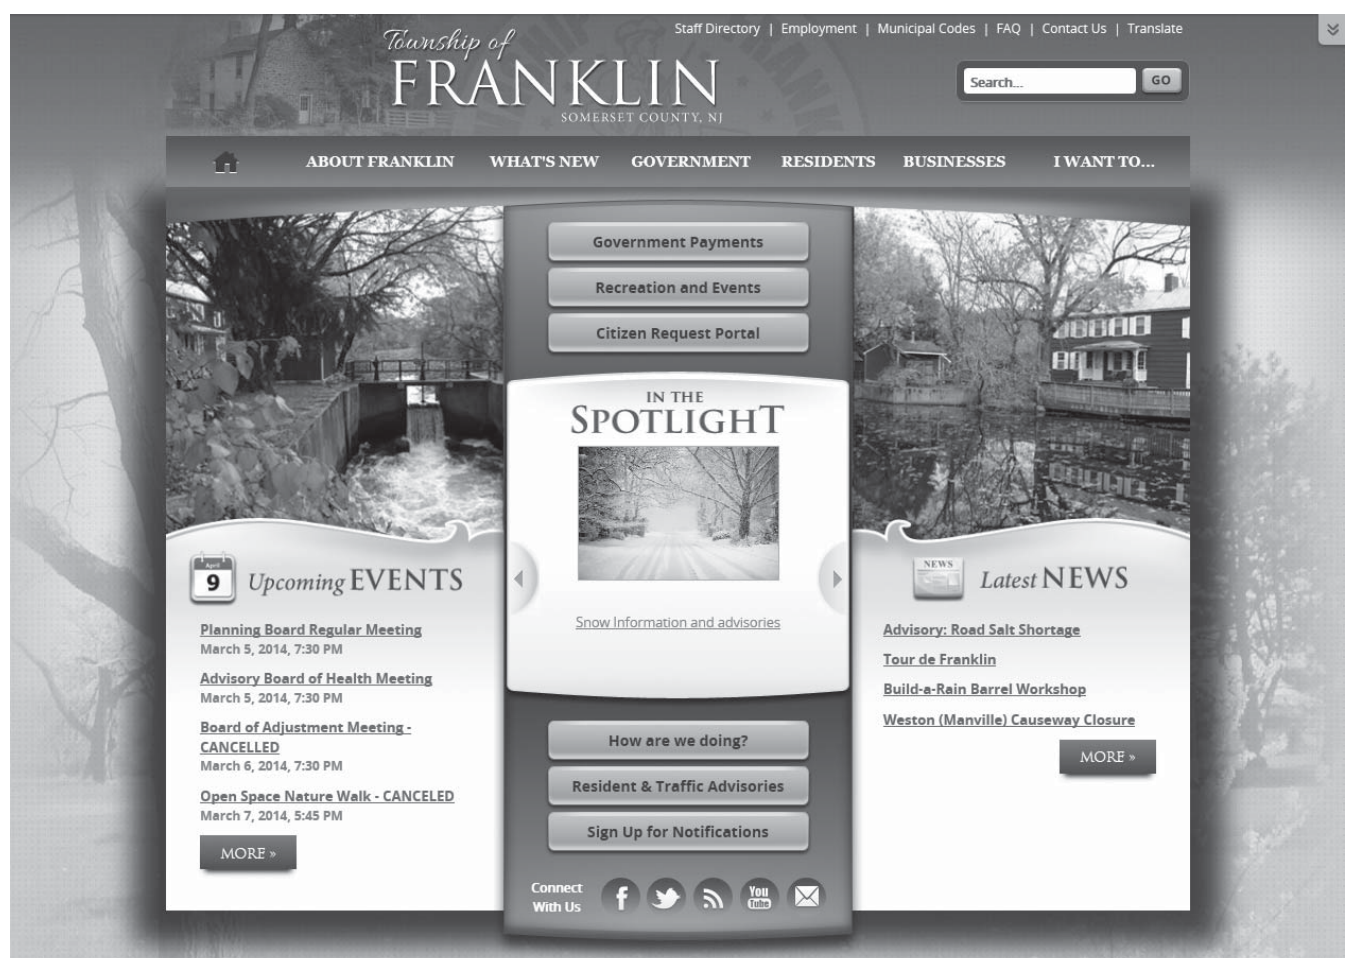 Staff Directory | Employment | Municipal Codes | FAQ | Contact Us | Translate
Township of
FRANKLIN
SOMERSET COUNTY, NJ
Search...
GO
ABOUT FRANKLIN WHAT'S NEW GOVERNMENT RESIDENTS BUSINESSES I WANT TO...
Government Payments
Recreation and Events
Citizen Request Portal
IN THE
SPOTLIGHT
Snow Information and advisories
April
9
Upcoming EVENTS
Planning Board Regular Meeting
March 5, 2014, 7:30 PM
Advisory Board of Health Meeting
March 5, 2014, 7:30 PM
Board of Adjustment Meeting -
CANCELLED
March 6, 2014, 7:30 PM
Open Space Nature Walk - CANCELED
March 7, 2014, 5:45 PM
MORE »
NEWS
Latest NEWS
Advisory: Road Salt Shortage
Tour de Franklin
Build-a-Rain Barrel Workshop
Weston (Manville) Causeway Closure
MORE »
How are we doing?
Resident & Traffic Advisories
Sign Up for Notifications
Connect
With Us
You
Tube